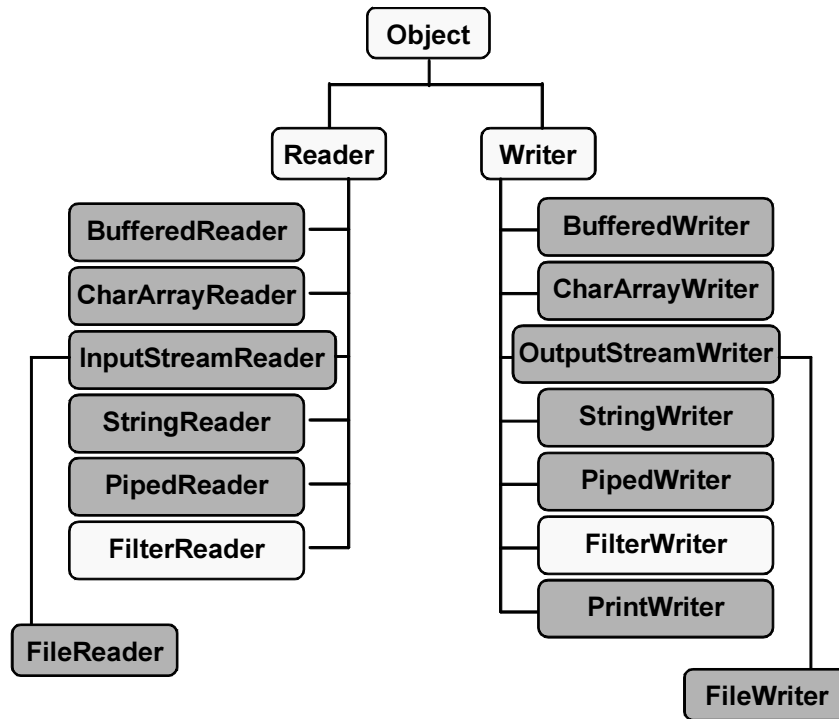 Object
Reader
Writer
BufferedReader
CharArrayReader
InputStreamReader
StringReader
PipedReader
FilterReader
FileReader
BufferedWriter
CharArrayWriter
OutputStreamWriter
StringWriter
PipedWriter
FilterWriter
PrintWriter
FileWriter